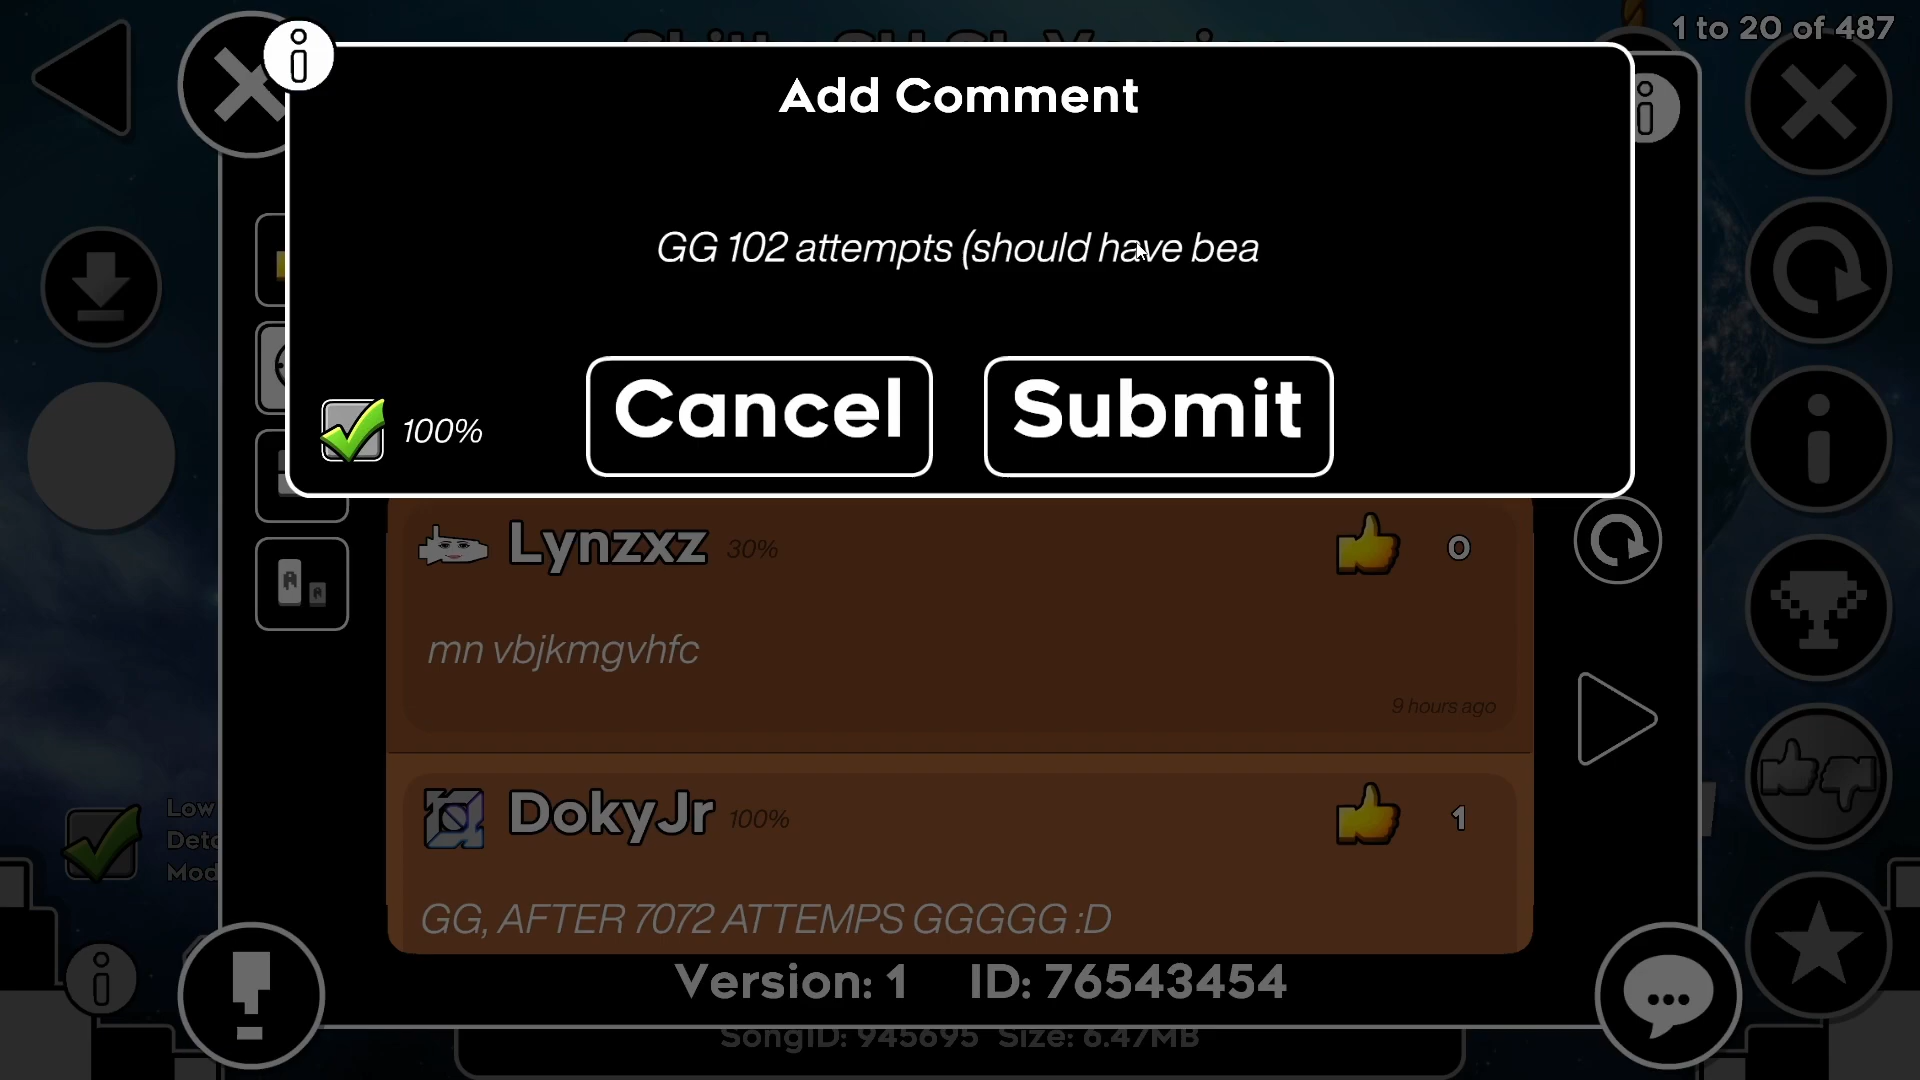 1 to 20 of 487
Add Comment
GG 102 attempts (should have bea
100%
Cancel
Submit
Lynzxz 30%
0
mn vbjkmgvhfc
9 hours ago
DokyJr 100%
1
GG, AFTER 7072 ATTEMPS GGGGG :D
Low
Mod
Version: 1 ID: 76543454
SongID: 945695 Size: 6.47MB